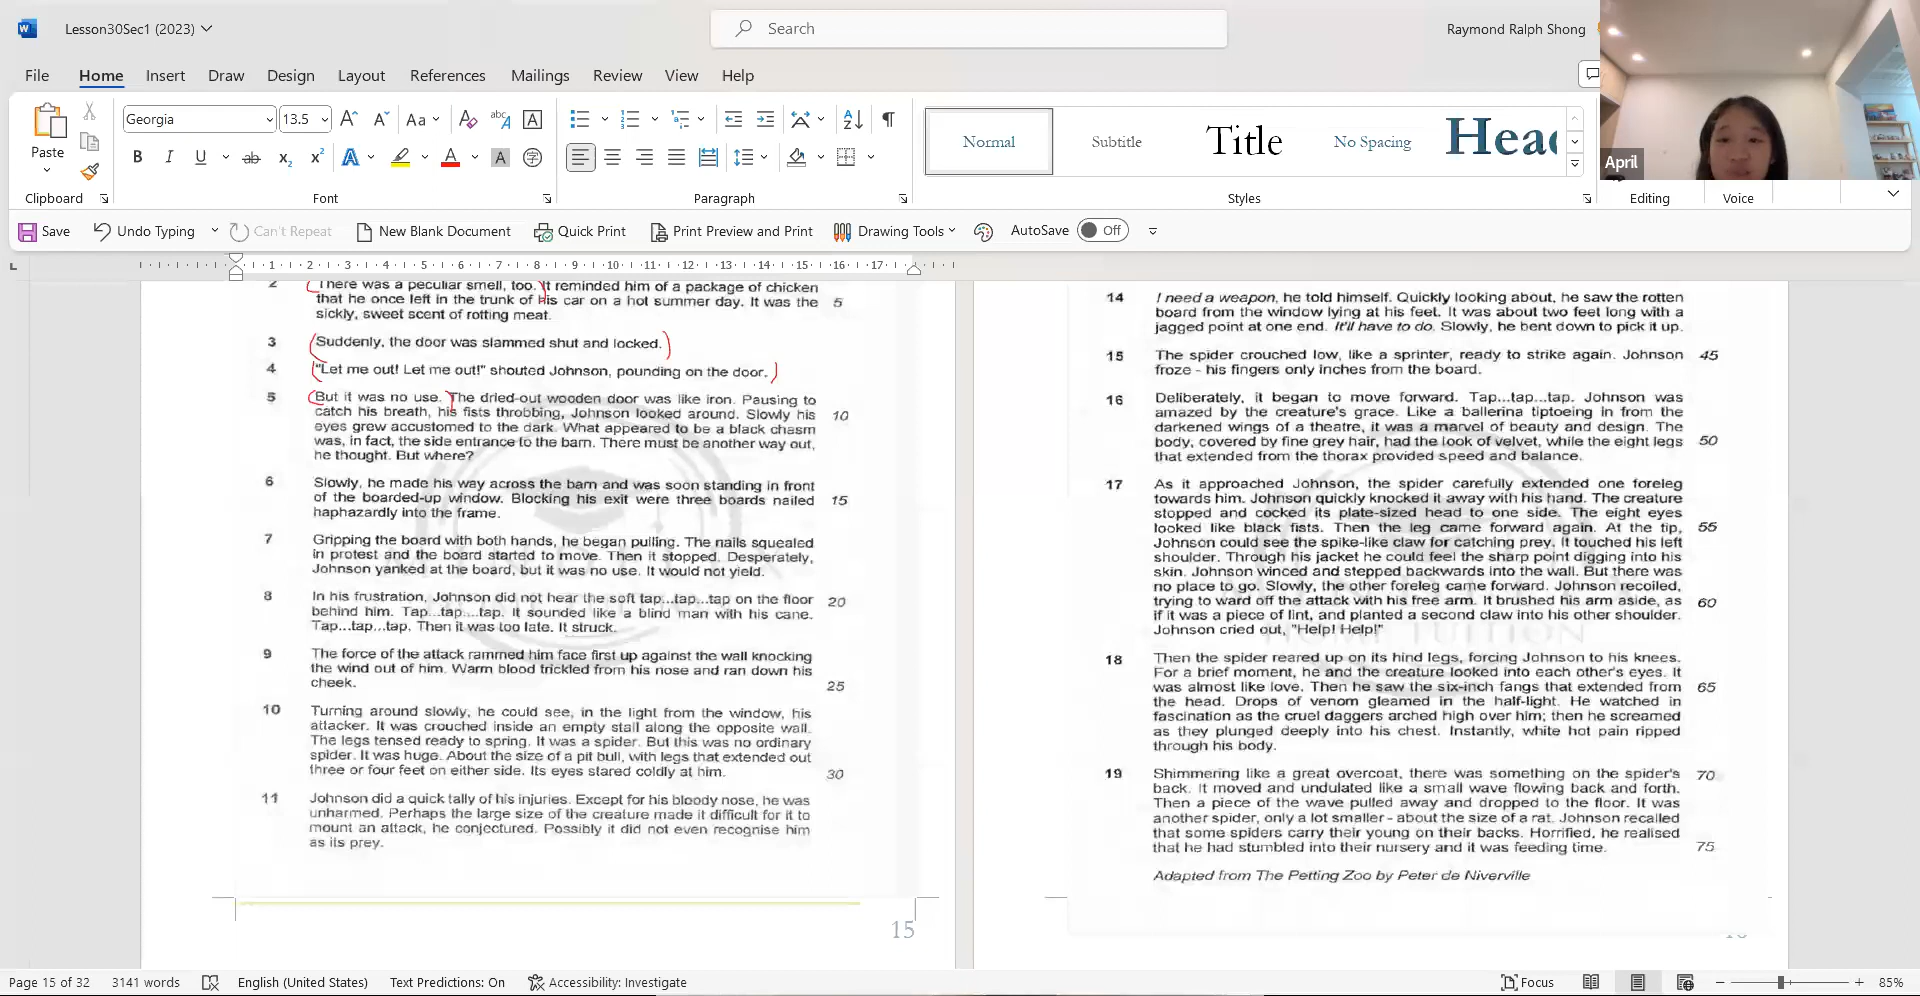 Lesson30Sec1 (2023)
Search
Raymond Ralph Shong
File Home Insert Draw Design Layout References Mailings Review View Help
Paste
Georgia 13.5
Normal Subtitle Title No Spacing Head
Clipboard Font Paragraph Styles Editing Voice
April
Save Undo Typing Can't Repeat New Blank Document Quick Print Print Preview and Print Drawing Tools AutoSave Off
1 2 3 4 5 6 7 8 9 10 11 12 13 14 15 16 17
2 There was a peculiar smell, too. It reminded him of a package of chicken
that he once left in the trunk of his car on a hot summer day. It was the 5
sickly, sweet scent of rotting meat.
3 Suddenly, the door was slammed shut and locked.
4 "Let me out! Let me out!" shouted Johnson, pounding on the door.
5 But it was no use. The dried-out wooden door was like iron. Pausing to
catch his breath, his fists throbbing, Johnson looked around. Slowly his 10
eyes grew accustomed to the dark. What appeared to be a black chasm
was, in fact, the side entrance to the barn. There must be another way out,
he thought. But where?
6 Slowly, he made his way across the barn and was soon standing in front
of the boarded-up window. Blocking his exit were three boards nailed 15
haphazardly into the frame.
7 Gripping the board with both hands, he began pulling. The nails squealed
in protest and the board started to move. Then it stopped. Desperately,
Johnson yanked at the board, but it was no use. It would not yield.
8 In his frustration, Johnson did not hear the soft tap...tap...tap on the floor 20
behind him. Tap...tap....tap. It sounded like a blind man with his cane.
Tap...tap...tap. Then it was too late. It struck.
9 The force of the attack rammed him face first up against the wall knocking
the wind out of him. Warm blood trickled from his nose and ran down his
cheek. 25
10 Turning around slowly, he could see, in the light from the window, his
attacker. It was crouched inside an empty stall along the opposite wall.
The legs tensed ready to spring. It was a spider. But this was no ordinary
spider. It was huge. About the size of a pit bull, with legs that extended out
three or four feet on either side. Its eyes stared coldly at him. 30
11 Johnson did a quick tally of his injuries. Except for his bloody nose, he was
unharmed. Perhaps the large size of the creature made it difficult for it to
mount an attack, he conjectured. Possibly it did not even recognise him
as its prey.
15
14 I need a weapon, he told himself. Quickly looking about, he saw the rotten
board from the window lying at his feet. It was about two feet long with a
jagged point at one end. It'll have to do. Slowly, he bent down to pick it up.
15 The spider crouched low, like a sprinter, ready to strike again. Johnson 45
froze - his fingers only inches from the board.
16 Deliberately, it began to move forward. Tap...tap...tap. Johnson was
amazed by the creature's grace. Like a ballerina tiptoeing in from the
darkened wings of a theatre, it was a marvel of beauty and design. The
body, covered by fine grey hair, had the look of velvet, while the eight legs 50
that extended from the thorax provided speed and balance.
17 As it approached Johnson, the spider carefully extended one foreleg
towards him. Johnson quickly knocked it away with his hand. The creature
stopped and cocked its plate-sized head to one side. The eight eyes
looked like black fists. Then the leg came forward again. At the tip, 55
Johnson could see the spike-like claw for catching prey. It touched his left
shoulder. Through his jacket he could feel the sharp point digging into his
skin. Johnson winced and stepped backwards into the wall. But there was
no place to go. Slowly, the other foreleg came forward. Johnson recoiled,
trying to ward off the attack with his free arm. It brushed his arm aside, as 60
if it was a piece of lint, and planted a second claw into his other shoulder.
Johnson cried out, "Help! Help!"
HOME TUITION
18 Then the spider reared up on its hind legs, forcing Johnson to his knees.
For a brief moment, he and the creature looked into each other's eyes. It
was almost like love. Then he saw the six-inch fangs that extended from 65
the head. Drops of venom gleamed in the half-light. He watched in
fascination as the cruel daggers arched high over him; then he screamed
as they plunged deeply into his chest. Instantly, white hot pain ripped
through his body.
19 Shimmering like a great overcoat, there was something on the spider's 70
back. It moved and undulated like a small wave flowing back and forth.
Then a piece of the wave pulled away and dropped to the floor. It was
another spider, only a lot smaller - about the size of a rat. Johnson recalled
that some spiders carry their young on their backs. Horrified, he realised
that he had stumbled into their nursery and it was feeding time. 75
Adapted from The Petting Zoo by Peter de Niverville
Page 15 of 32 3141 words English (United States) Text Predictions: On Accessibility: Investigate Focus 85%